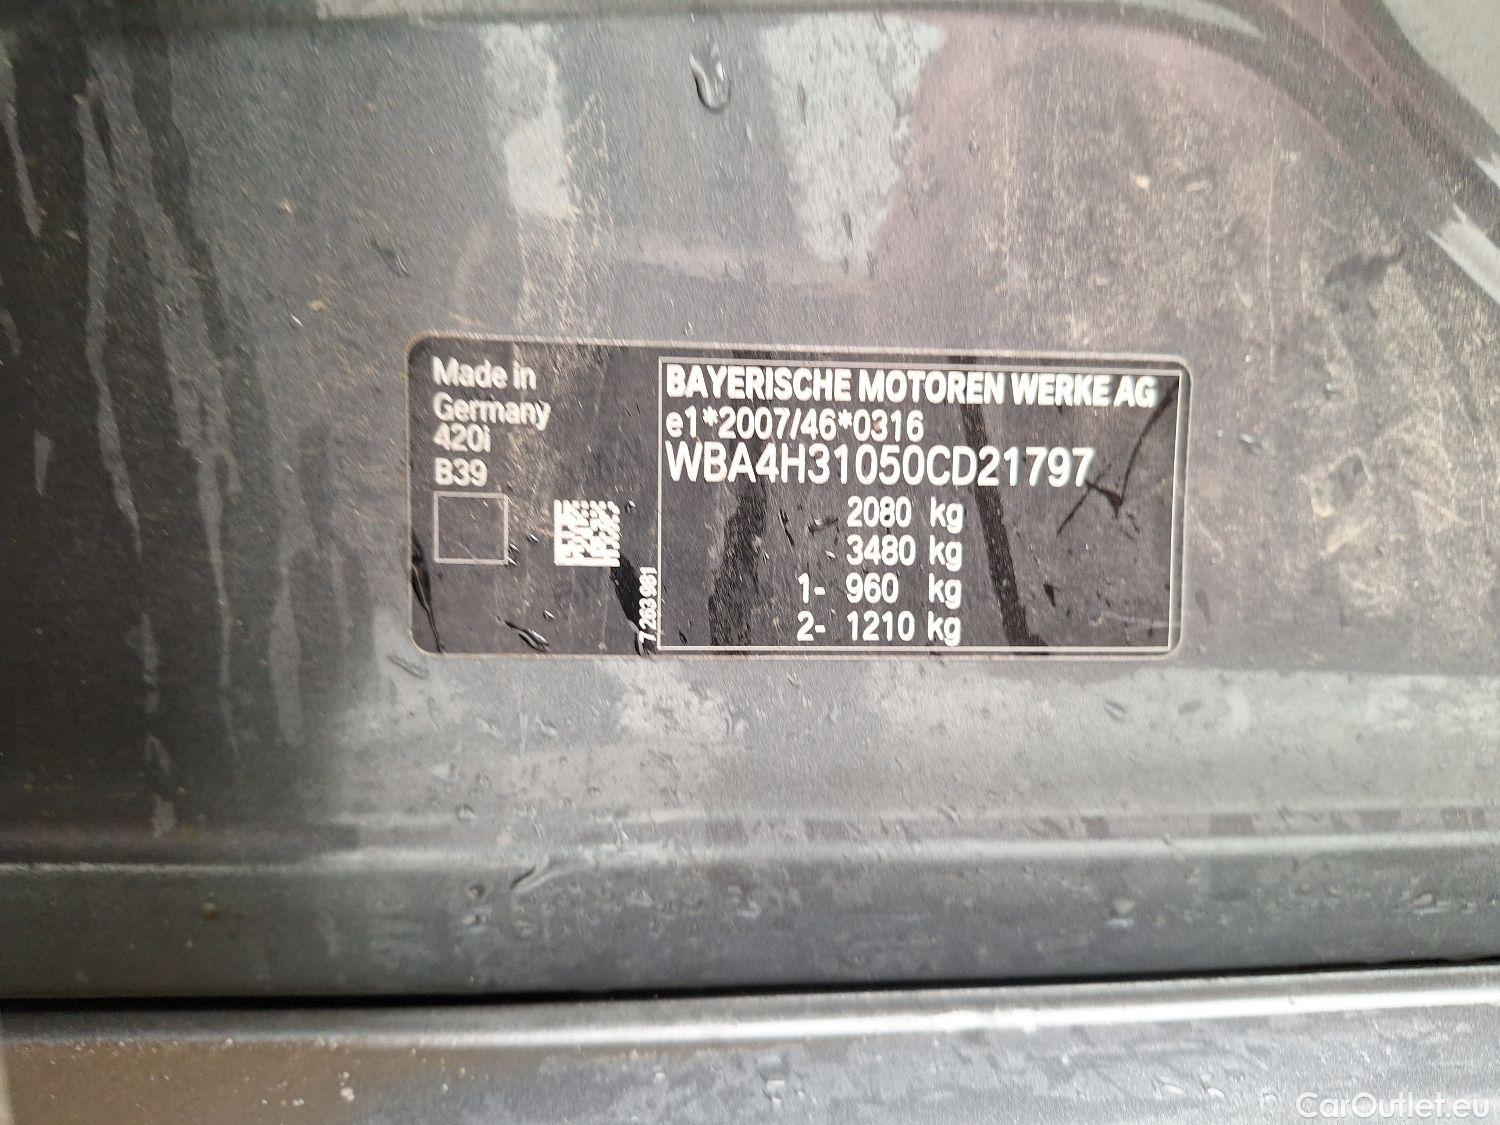 Made in
Germany
420i
B39
7 263 981
BAYERISCHE MOTOREN WERKE AG
e1*2007/46*0316
WBA4H31050CD21797
2080 kg
3480 kg
1- 960 kg
2- 1210 kg
CarOutlet.eu